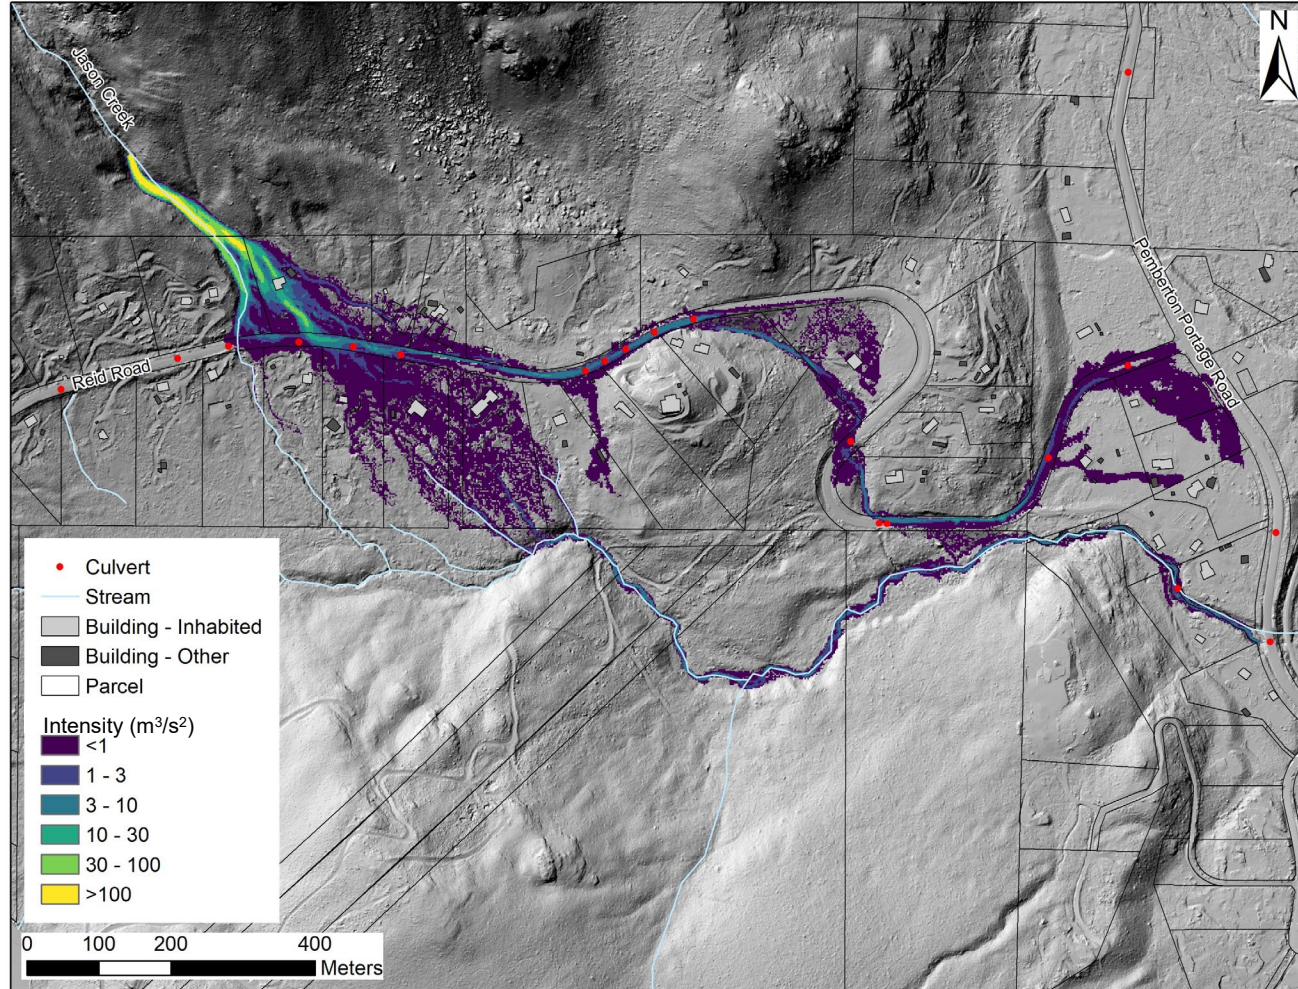 N
Jason Creek
Pemberton Portage Road
Reid Road
Culvert
Stream
Building - Inhabited
Building - Other
Parcel
Intensity (m³/s²)
<1
1 - 3
3 - 10
10 - 30
30 - 100
>100
0 100 200 400
Meters